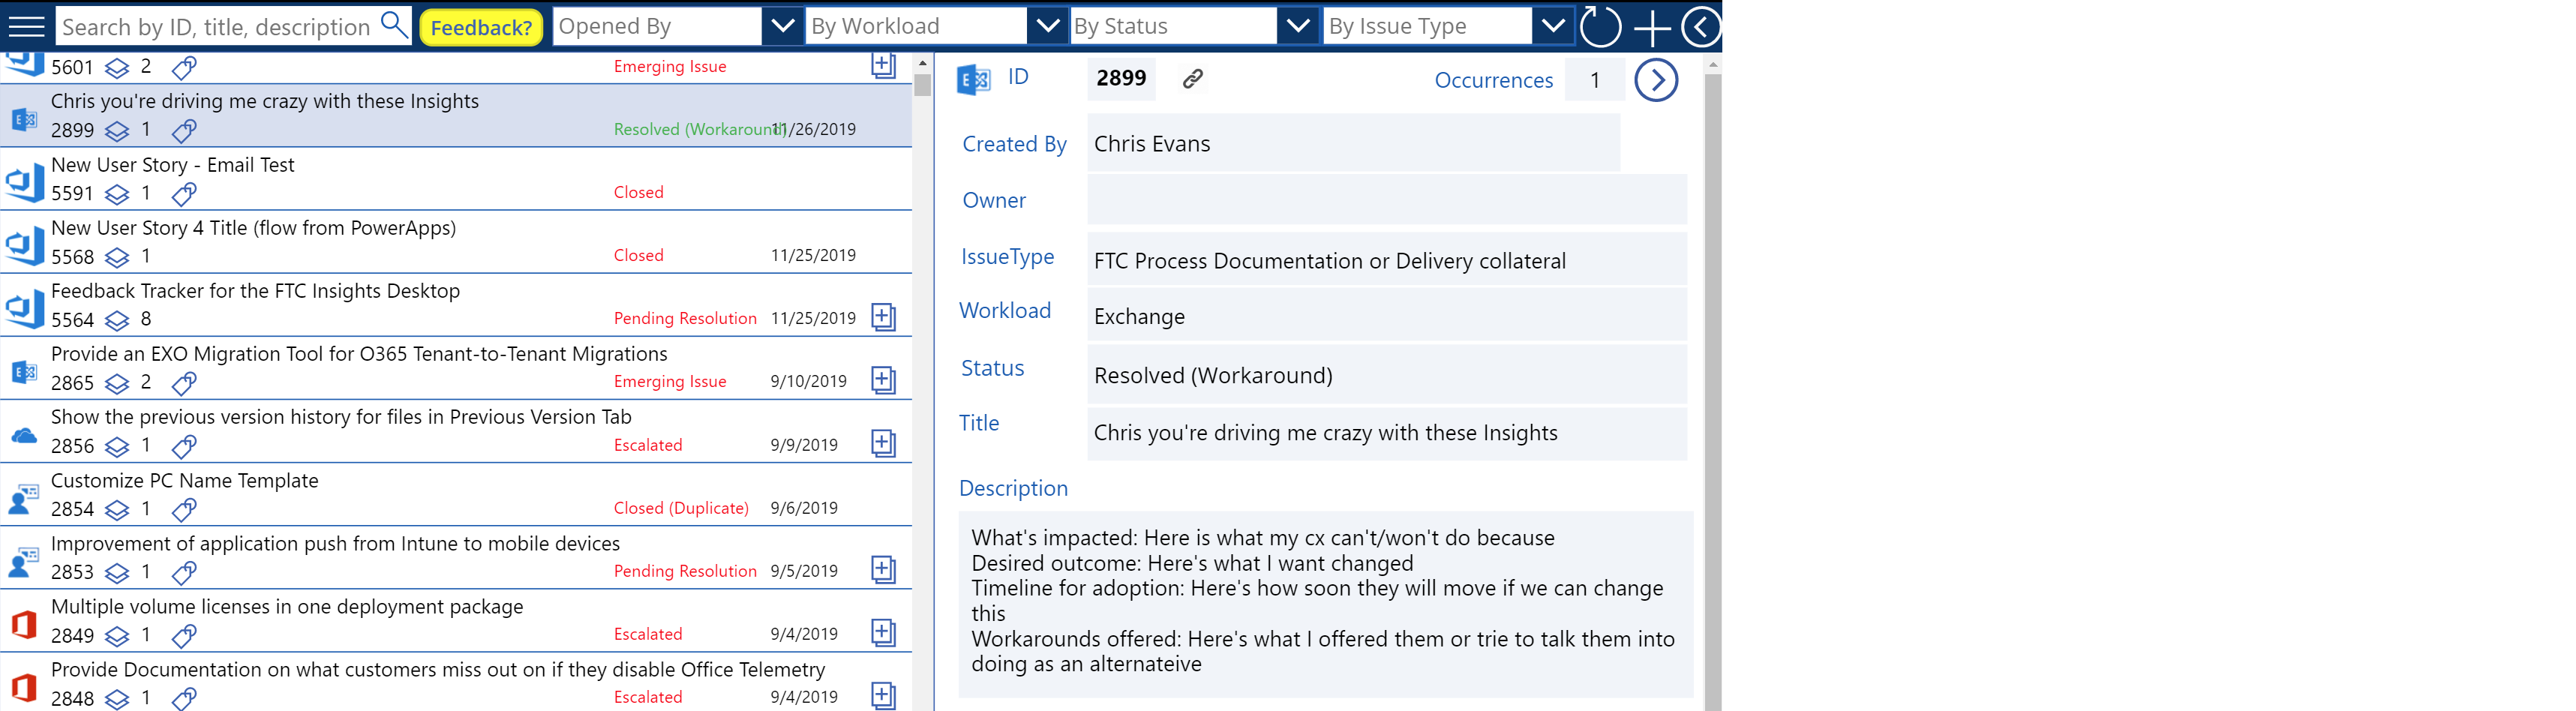 Search by ID, title, description
Feedback?
Opened By
By Workload
By Status
By Issue Type
5601 2 Emerging Issue
Chris you're driving me crazy with these Insights
2899 1 Resolved (Workaround) 11/26/2019
New User Story - Email Test
5591 1 Closed
New User Story 4 Title (flow from PowerApps)
5568 1 Closed 11/25/2019
Feedback Tracker for the FTC Insights Desktop
5564 8 Pending Resolution 11/25/2019
Provide an EXO Migration Tool for O365 Tenant-to-Tenant Migrations
2865 2 Emerging Issue 9/10/2019
Show the previous version history for files in Previous Version Tab
2856 1 Escalated 9/9/2019
Customize PC Name Template
2854 1 Closed (Duplicate) 9/6/2019
Improvement of application push from Intune to mobile devices
2853 1 Pending Resolution 9/5/2019
Multiple volume licenses in one deployment package
2849 1 Escalated 9/4/2019
Provide Documentation on what customers miss out on if they disable Office Telemetry
2848 1 Escalated 9/4/2019
ID 2899 Occurrences 1
Created By Chris Evans
Owner
IssueType FTC Process Documentation or Delivery collateral
Workload Exchange
Status Resolved (Workaround)
Title Chris you're driving me crazy with these Insights
Description
What's impacted: Here is what my cx can't/won't do because
Desired outcome: Here's what I want changed
Timeline for adoption: Here's how soon they will move if we can change
this
Workarounds offered: Here's what I offered them or trie to talk them into
doing as an alternateive